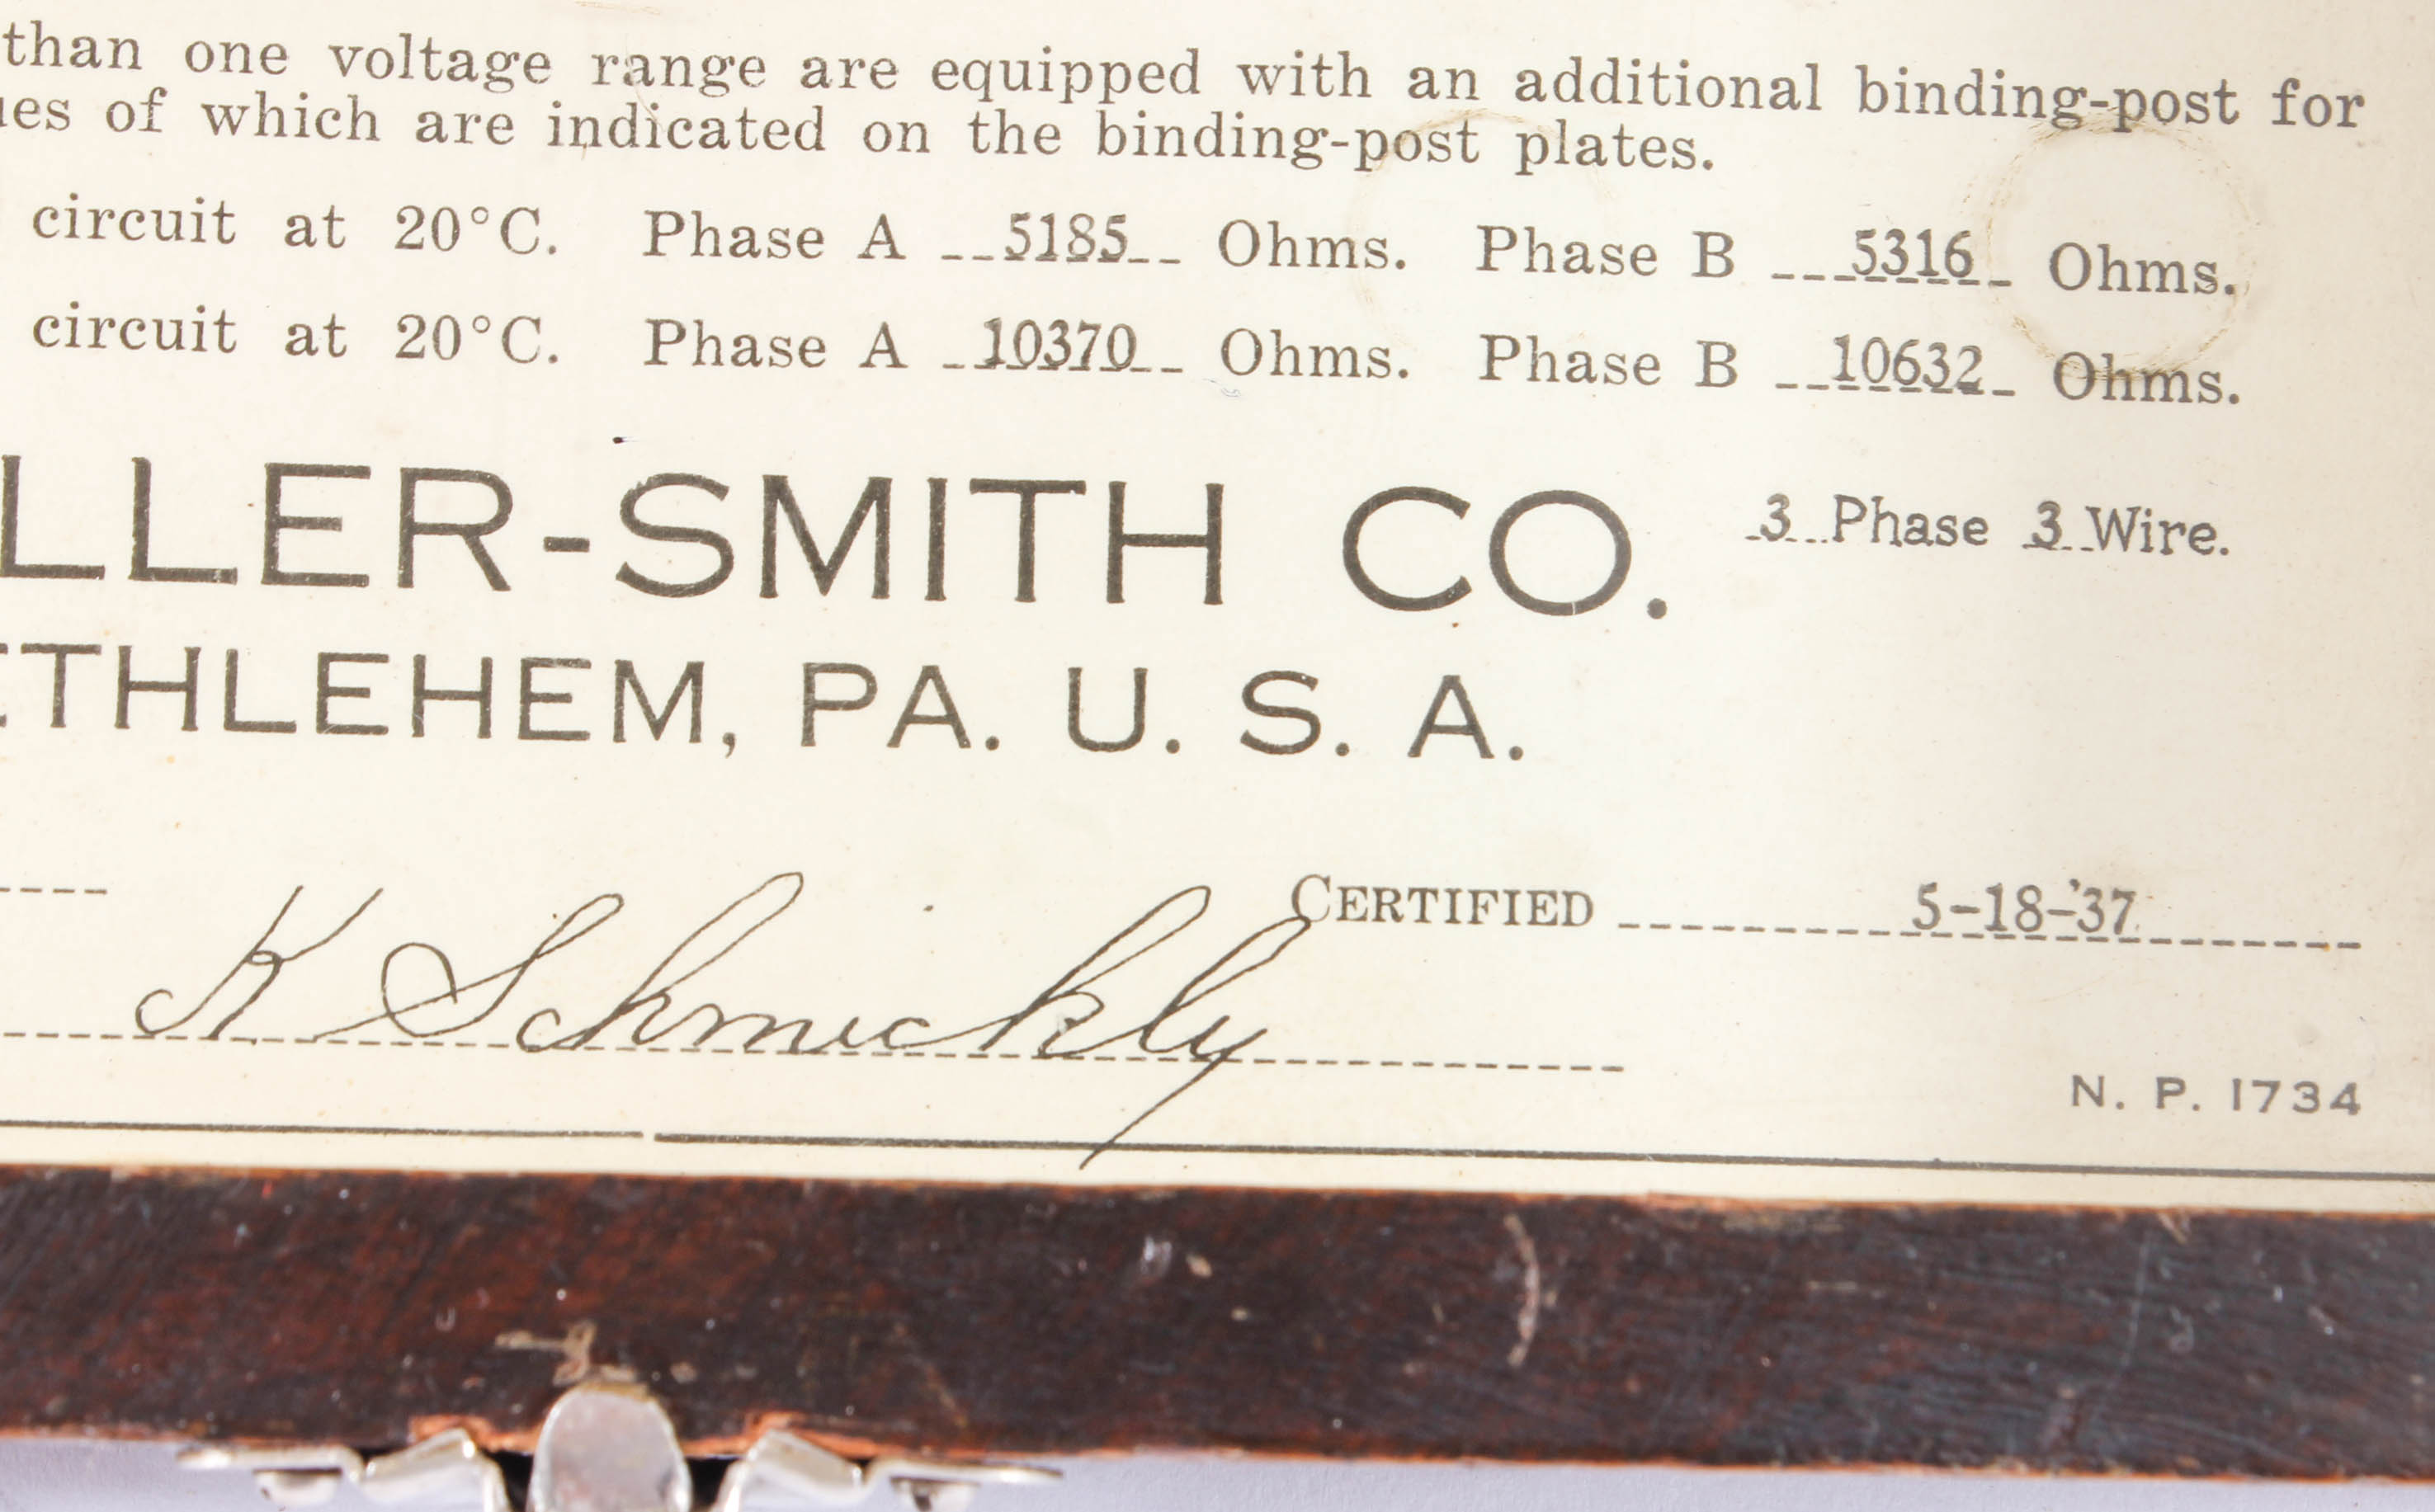 than one voltage range are equipped with an additional binding-post for
ues of which are indicated on the binding-post plates.
circuit at 20°C. Phase A 5185 Ohms. Phase B 5316 Ohms.
circuit at 20°C. Phase A 10370 Ohms. Phase B 10632 Ohms.
LLER-SMITH CO. 3 Phase 3 Wire.
ETHLEHEM, PA. U. S. A.
CERTIFIED 5-18-'37
K Schmickly
N. P. 1734